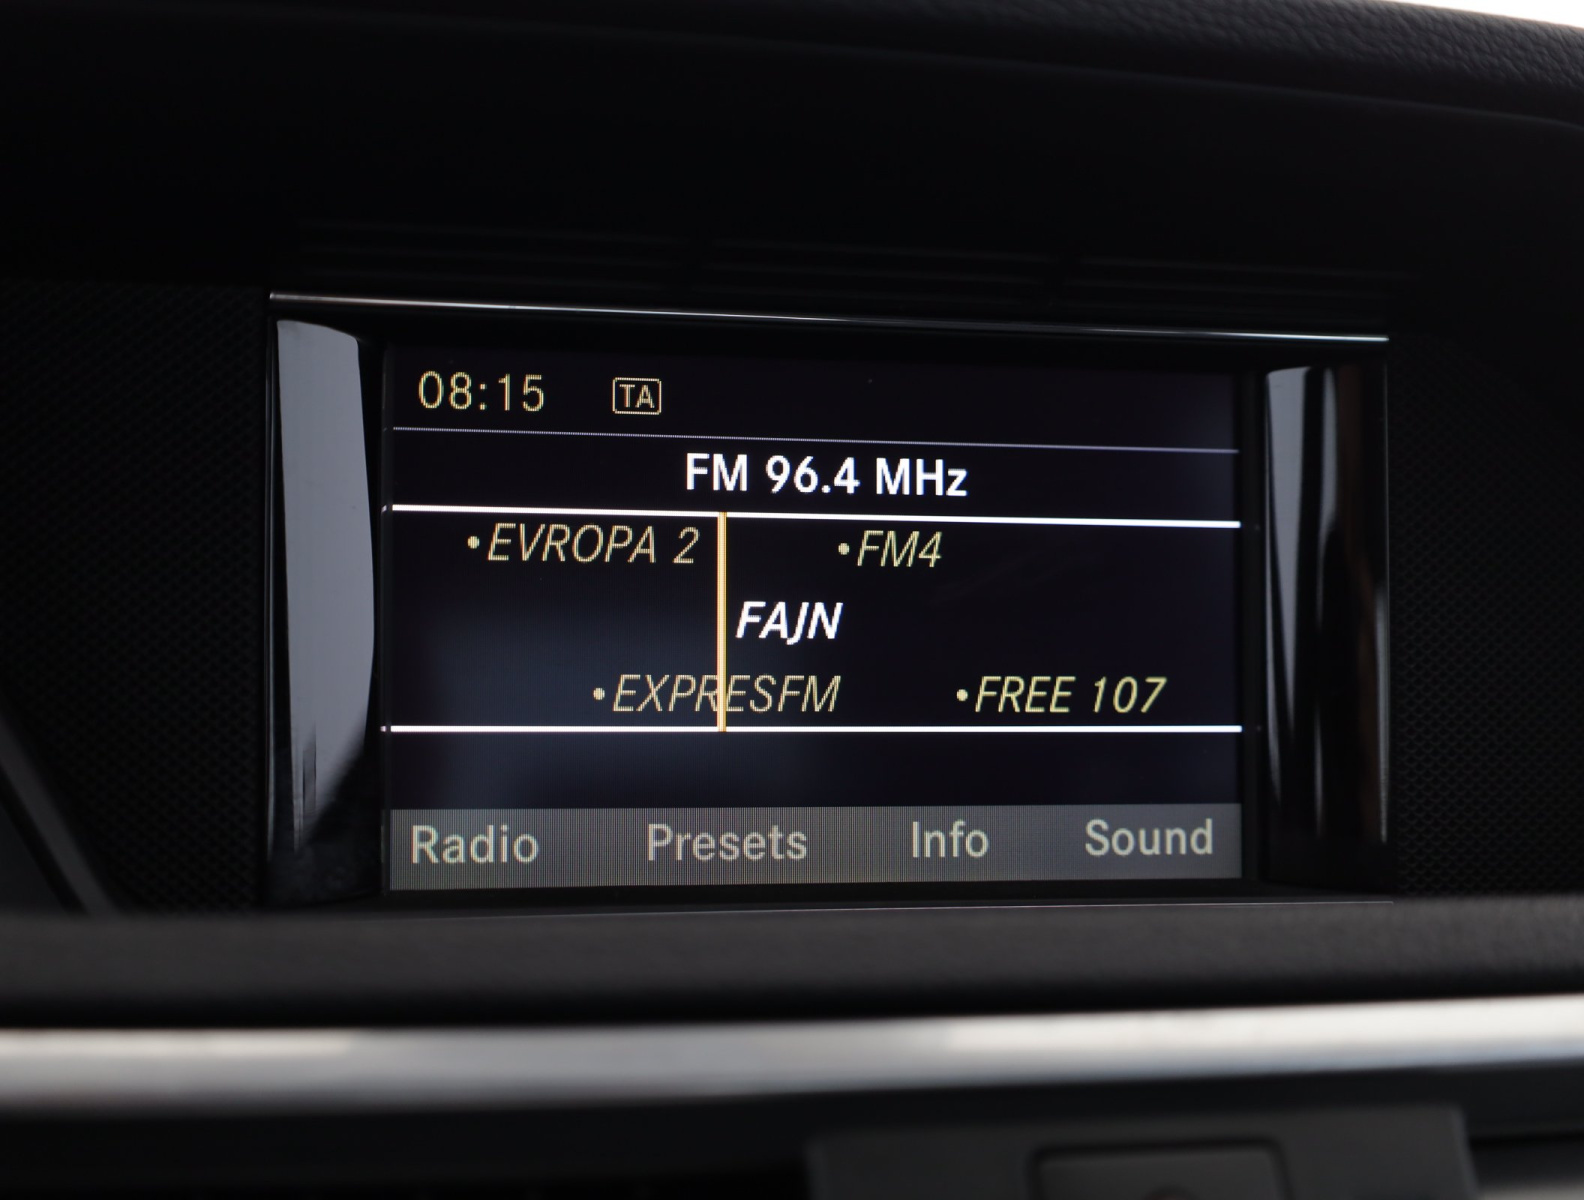 08:15 TA
FM 96.4 MHz
•EVROPA 2 •FM4
FAJN
•EXPRESFM •FREE 107
Radio Presets Info Sound